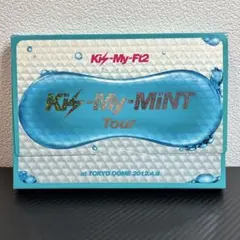 Kis-My-Ft2
Kis-My-MiNT
Tour
at TOKYO DOME 2012.4.8